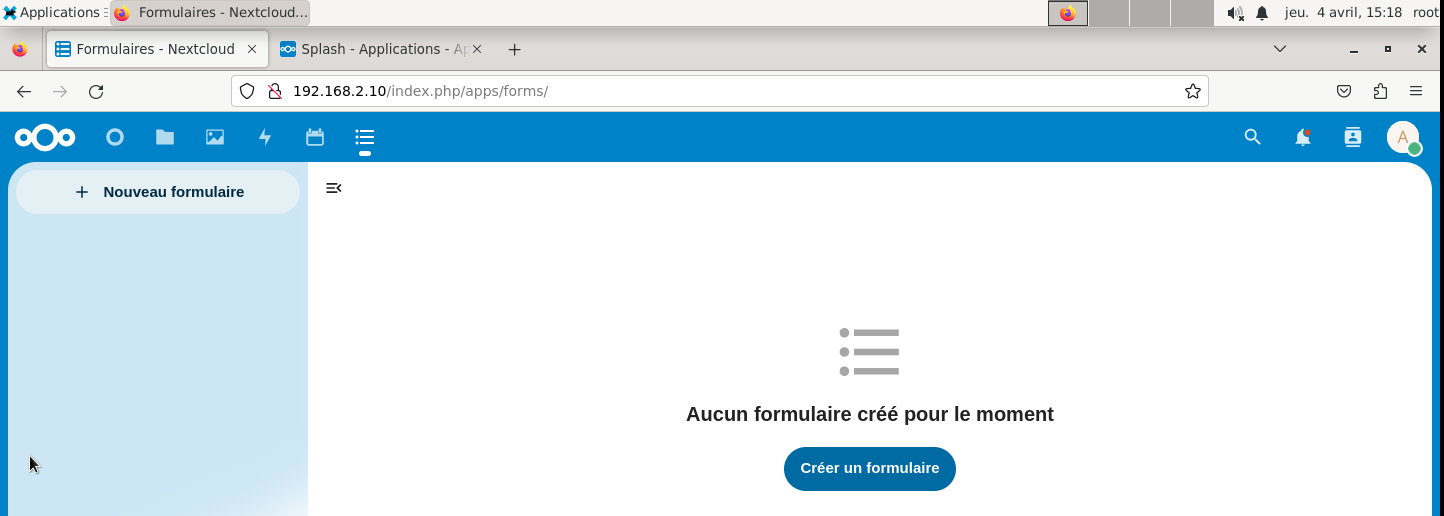 Applications Formulaires - Nextcloud... jeu. 4 avril, 15:18 root
Formulaires - Nextcloud Splash - Applications - Ap
192.168.2.10/index.php/apps/forms/
A
Nouveau formulaire
Aucun formulaire créé pour le moment
Créer un formulaire